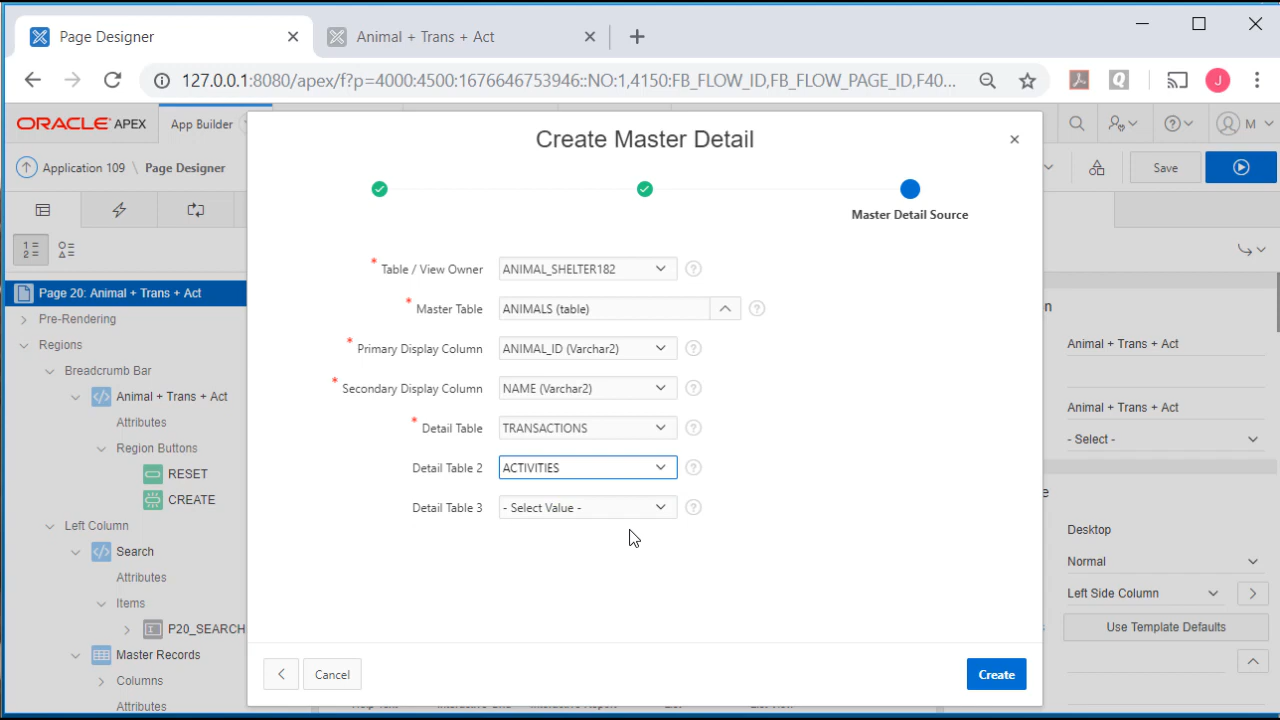 Page Designer
Animal + Trans + Act
127.0.0.1:8080/apex/f?p=4000:4500:1676646753946::NO:1,4150:FB_FLOW_ID,FB_FLOW_PAGE_ID,F40...
J
ORACLE APEX
App Builder
M
Application 109
Page Designer
Save
Create Master Detail
Master Detail Source
Table / View Owner
ANIMAL_SHELTER182
Master Table
ANIMALS (table)
Primary Display Column
ANIMAL_ID (Varchar2)
Secondary Display Column
NAME (Varchar2)
Detail Table
TRANSACTIONS
Detail Table 2
ACTIVITIES
Detail Table 3
- Select Value -
Cancel
Create
Page 20: Animal + Trans + Act
Pre-Rendering
Regions
Breadcrumb Bar
Animal + Trans + Act
Attributes
Region Buttons
RESET
CREATE
Left Column
Search
Attributes
Items
P20_SEARCH
Master Records
Columns
Attributes
Animal + Trans + Act
Animal + Trans + Act
- Select -
Desktop
Normal
Left Side Column
Use Template Defaults